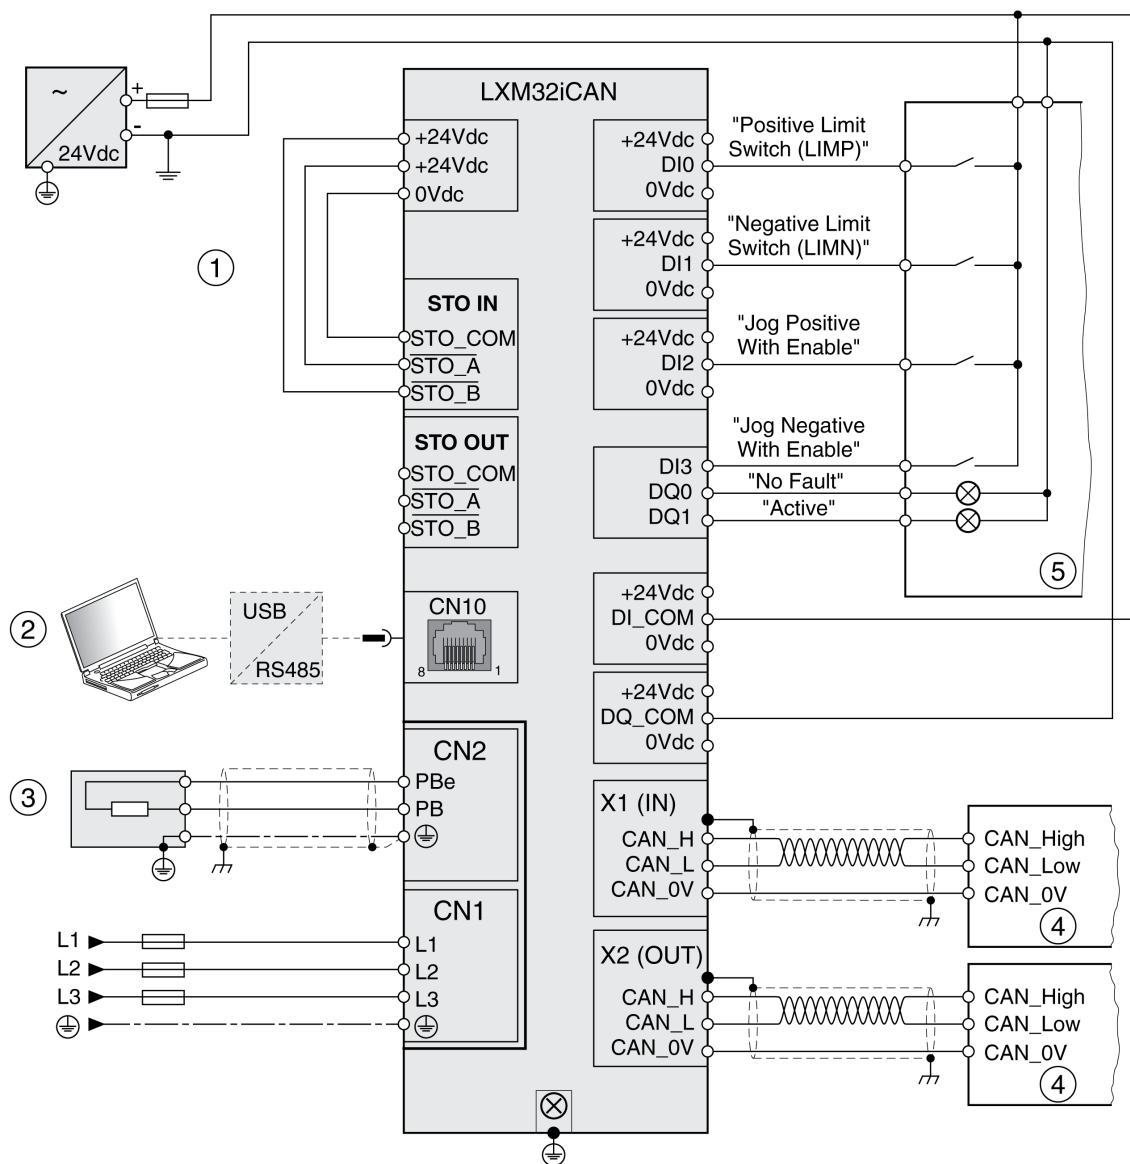 LXM32iCAN
~
+
-
24Vdc
+24Vdc
+24Vdc
0Vdc
1
STO IN
STO_COM
STO_A
STO_B
STO OUT
STO_COM
STO_A
STO_B
2
USB
RS485
CN10
8
1
3
CN2
PBe
PB
CN1
L1
L2
L3
L1
L2
L3
+24Vdc
DI0
0Vdc
"Positive Limit
Switch (LIMP)"
+24Vdc
DI1
0Vdc
"Negative Limit
Switch (LIMN)"
+24Vdc
DI2
0Vdc
"Jog Positive
With Enable"
DI3
DQ0
DQ1
"Jog Negative
With Enable"
"No Fault"
"Active"
5
+24Vdc
DI_COM
0Vdc
+24Vdc
DQ_COM
0Vdc
X1 (IN)
CAN_H
CAN_L
CAN_0V
CAN_High
CAN_Low
CAN_0V
4
X2 (OUT)
CAN_H
CAN_L
CAN_0V
CAN_High
CAN_Low
CAN_0V
4